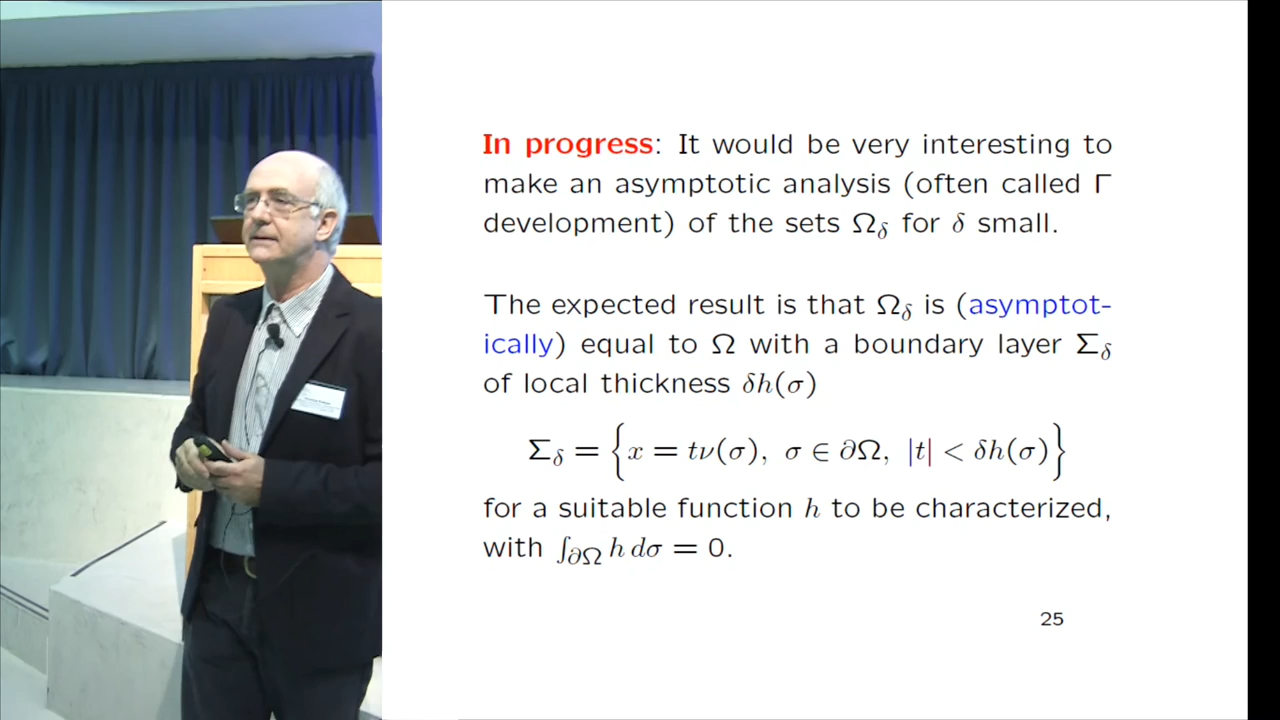 In progress: It would be very interesting to
make an asymptotic analysis (often called Γ
development) of the sets Ω_δ for δ small.
The expected result is that Ω_δ is (asymptot-
ically) equal to Ω with a boundary layer Σ_δ
of local thickness δh(σ)
Σ_δ = {x = tν(σ), σ ∈ ∂Ω, |t| < δh(σ)}
for a suitable function h to be characterized,
with ∫_∂Ω h dσ = 0.
25